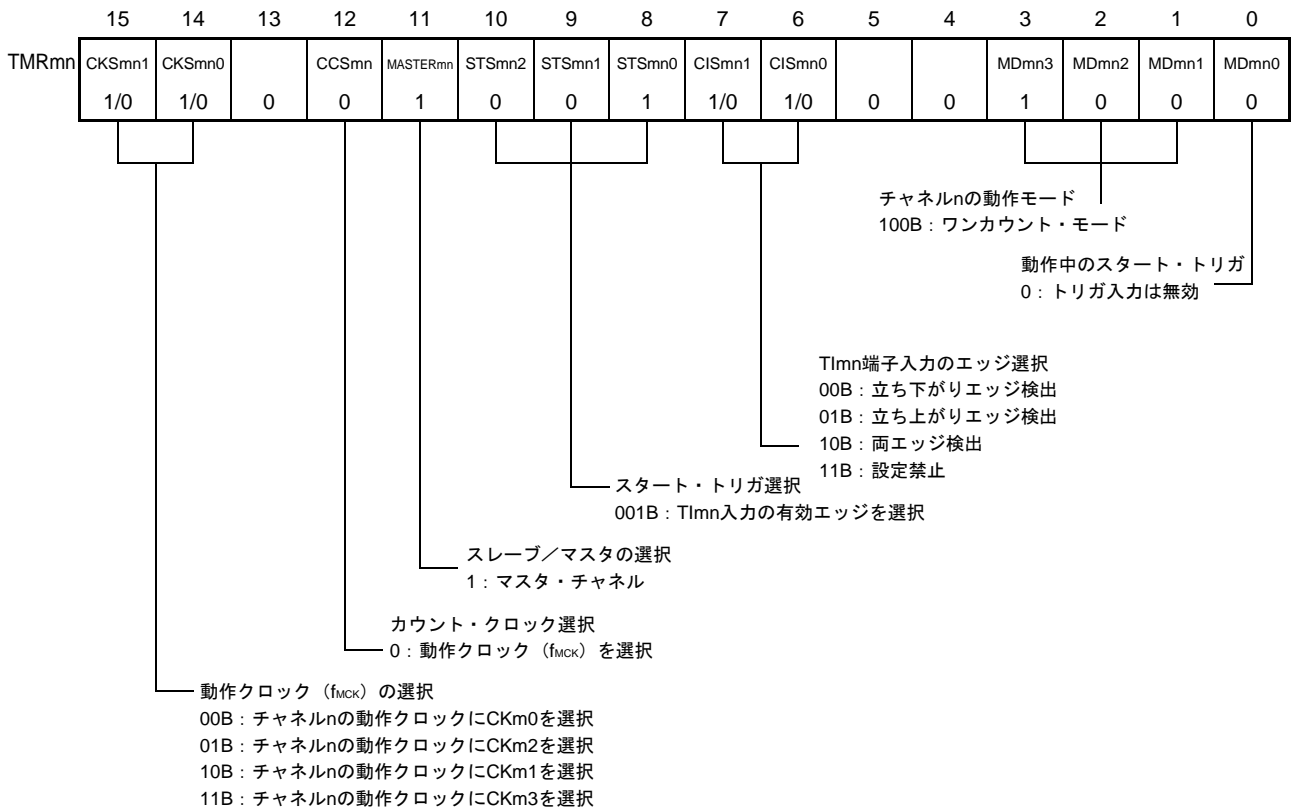 15 14 13 12 11 10 9 8 7 6 5 4 3 2 1 0
TMRmn CKSmn1 CKSmn0 CCSmn MASTERmn STSmn2 STSmn1 STSmn0 CISmn1 CISmn0 MDmn3 MDmn2 MDmn1 MDmn0
1/0 1/0 0 0 1 0 0 1 1/0 1/0 0 0 1 0 0 0
チャネルnの動作モード
100B：ワンカウント・モード
動作中のスタート・トリガ
0：トリガ入力は無効
TImn端子入力のエッジ選択
00B：立ち下がりエッジ検出
01B：立ち上がりエッジ検出
10B：両エッジ検出
11B：設定禁止
スタート・トリガ選択
001B：TImn入力の有効エッジを選択
スレーブ／マスタの選択
1：マスタ・チャネル
カウント・クロック選択
0：動作クロック（fMCK）を選択
動作クロック（fMCK）の選択
00B：チャネルnの動作クロックにCKm0を選択
01B：チャネルnの動作クロックにCKm2を選択
10B：チャネルnの動作クロックにCKm1を選択
11B：チャネルnの動作クロックにCKm3を選択